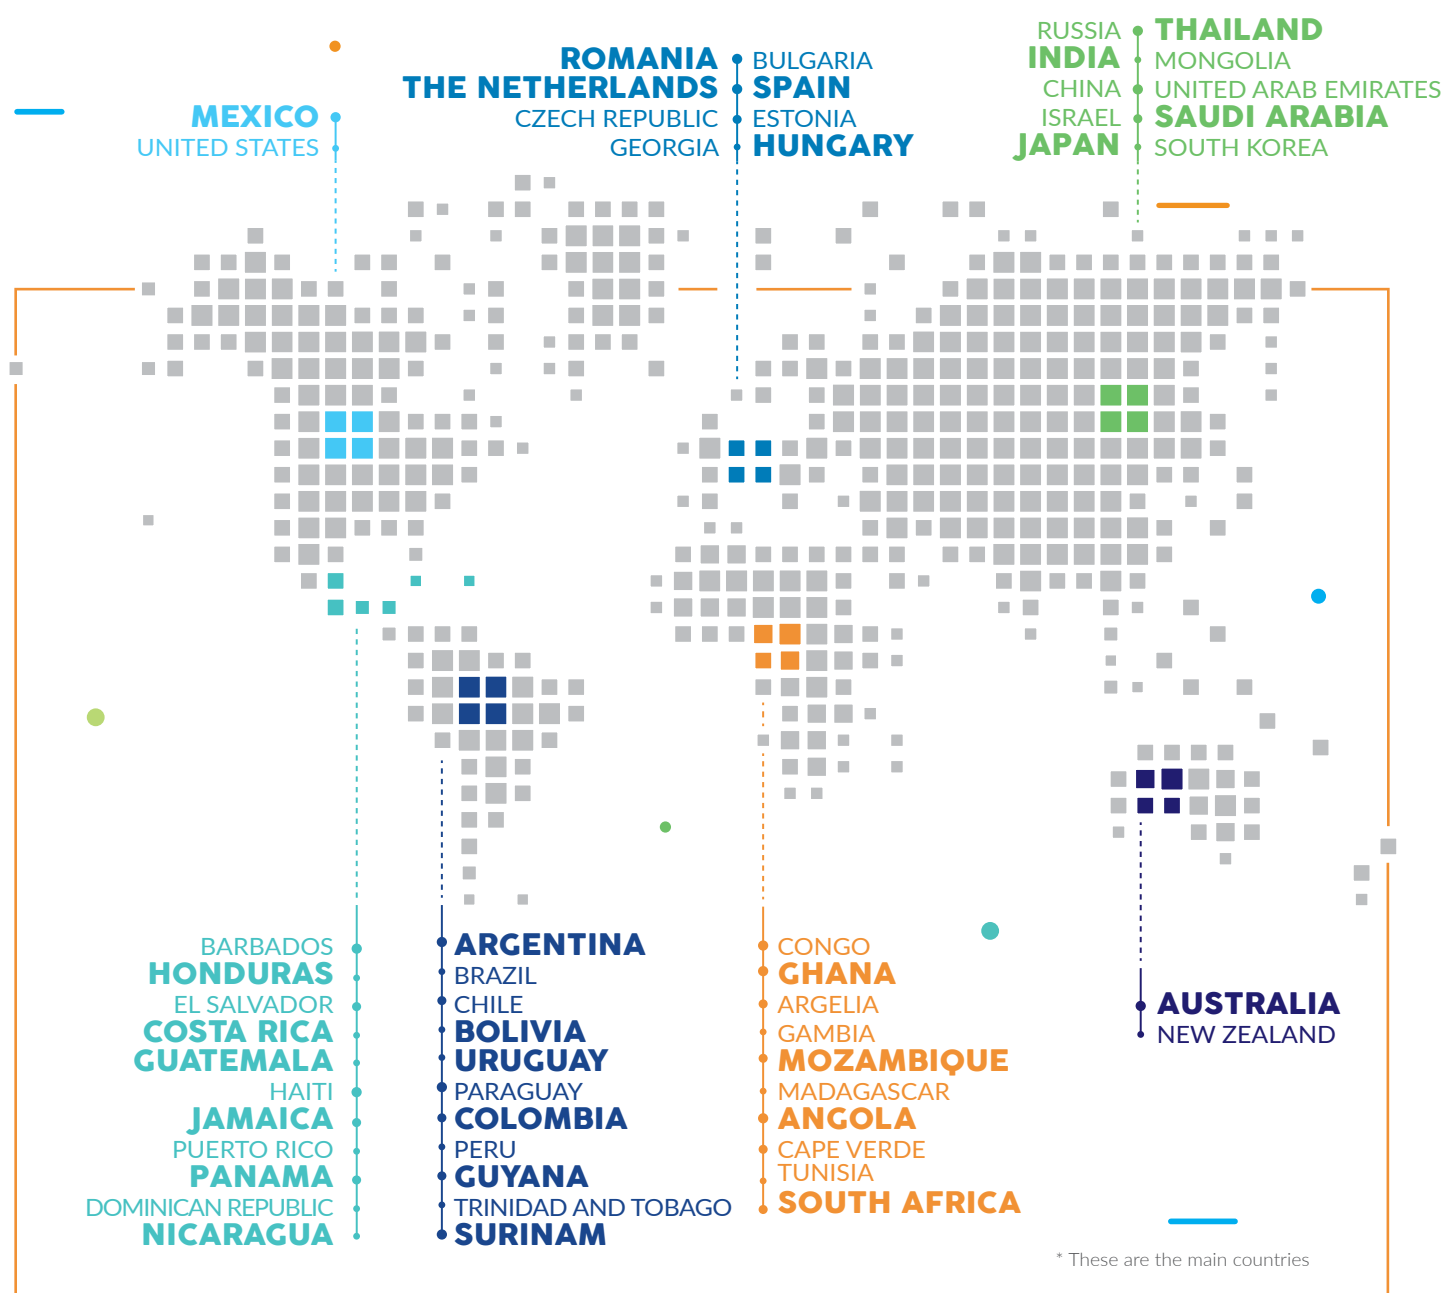 MEXICO
UNITED STATES
ROMANIA
THE NETHERLANDS
CZECH REPUBLIC
GEORGIA
BULGARIA
SPAIN
ESTONIA
HUNGARY
RUSSIA
INDIA
CHINA
ISRAEL
JAPAN
THAILAND
MONGOLIA
UNITED ARAB EMIRATES
SAUDI ARABIA
SOUTH KOREA
BARBADOS
HONDURAS
EL SALVADOR
COSTA RICA
GUATEMALA
HAITI
JAMAICA
PUERTO RICO
PANAMA
DOMINICAN REPUBLIC
NICARAGUA
ARGENTINA
BRAZIL
CHILE
BOLIVIA
URUGUAY
PARAGUAY
COLOMBIA
PERU
GUYANA
TRINIDAD AND TOBAGO
SURINAM
CONGO
GHANA
ARGELIA
GAMBIA
MOZAMBIQUE
MADAGASCAR
ANGOLA
CAPE VERDE
TUNISIA
SOUTH AFRICA
AUSTRALIA
NEW ZEALAND
* These are the main countries